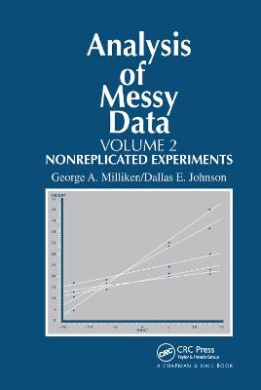 Analysis
of
Messy
Data
VOLUME 2
NONREPLICATED EXPERIMENTS
George A. Milliken/Dallas E. Johnson
CRC Press
Taylor & Francis Group
A CHAPMAN & HALL BOOK